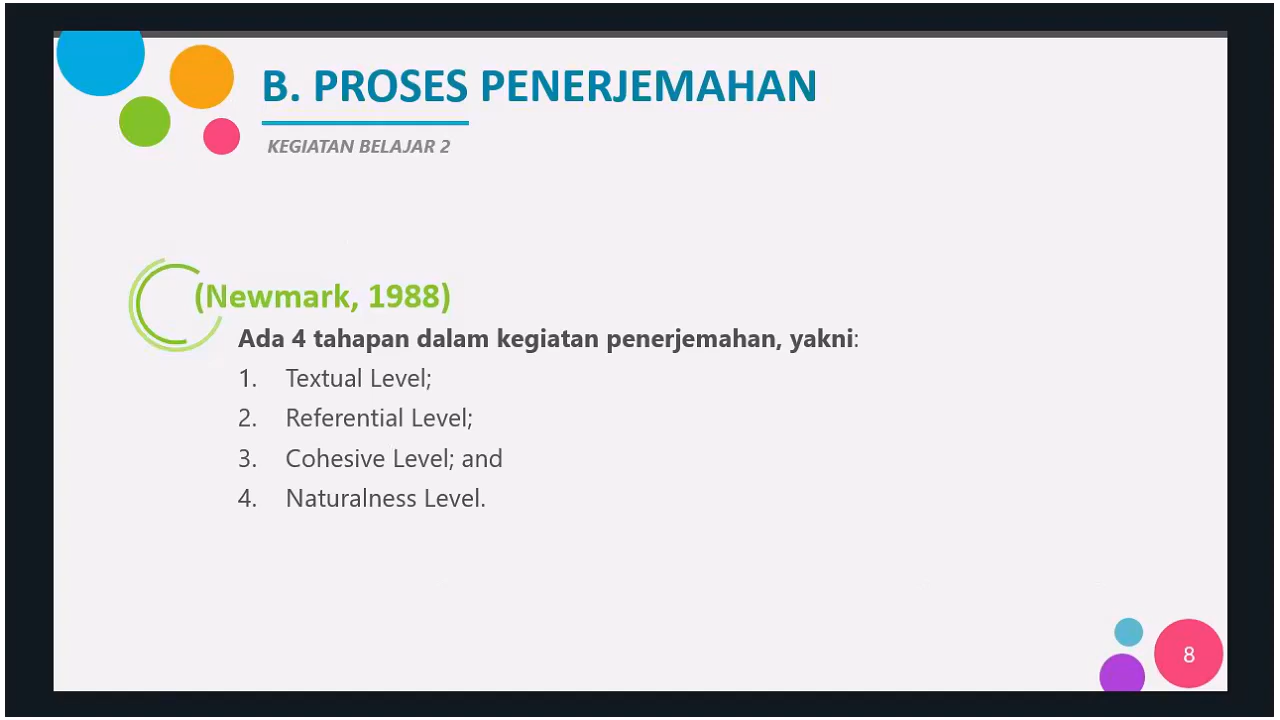 B. PROSES PENERJEMAHAN
KEGIATAN BELAJAR 2
(Newmark, 1988)
Ada 4 tahapan dalam kegiatan penerjemahan, yakni:
1. Textual Level;
2. Referential Level;
3. Cohesive Level; and
4. Naturalness Level.
8